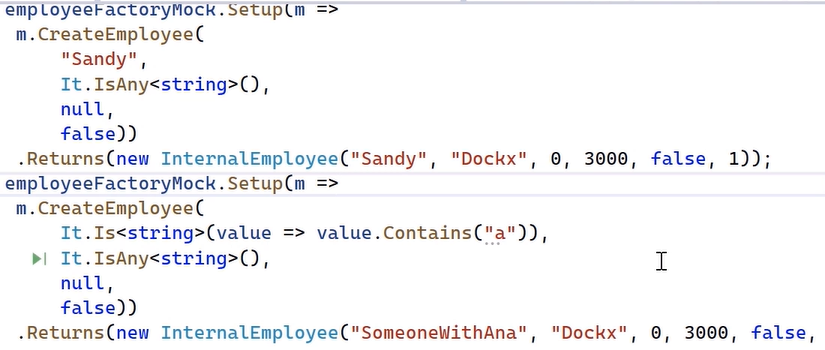 employeeFactoryMock.Setup(m =>
m.CreateEmployee(
"Sandy",
It.IsAny<string>(),
null,
false))
.Returns(new InternalEmployee("Sandy", "Dockx", 0, 3000, false, 1));
employeeFactoryMock.Setup(m =>
m.CreateEmployee(
It.Is<string>(value => value.Contains("a")),
It.IsAny<string>(),
null,
false))
.Returns(new InternalEmployee("SomeoneWithAna", "Dockx", 0, 3000, false,